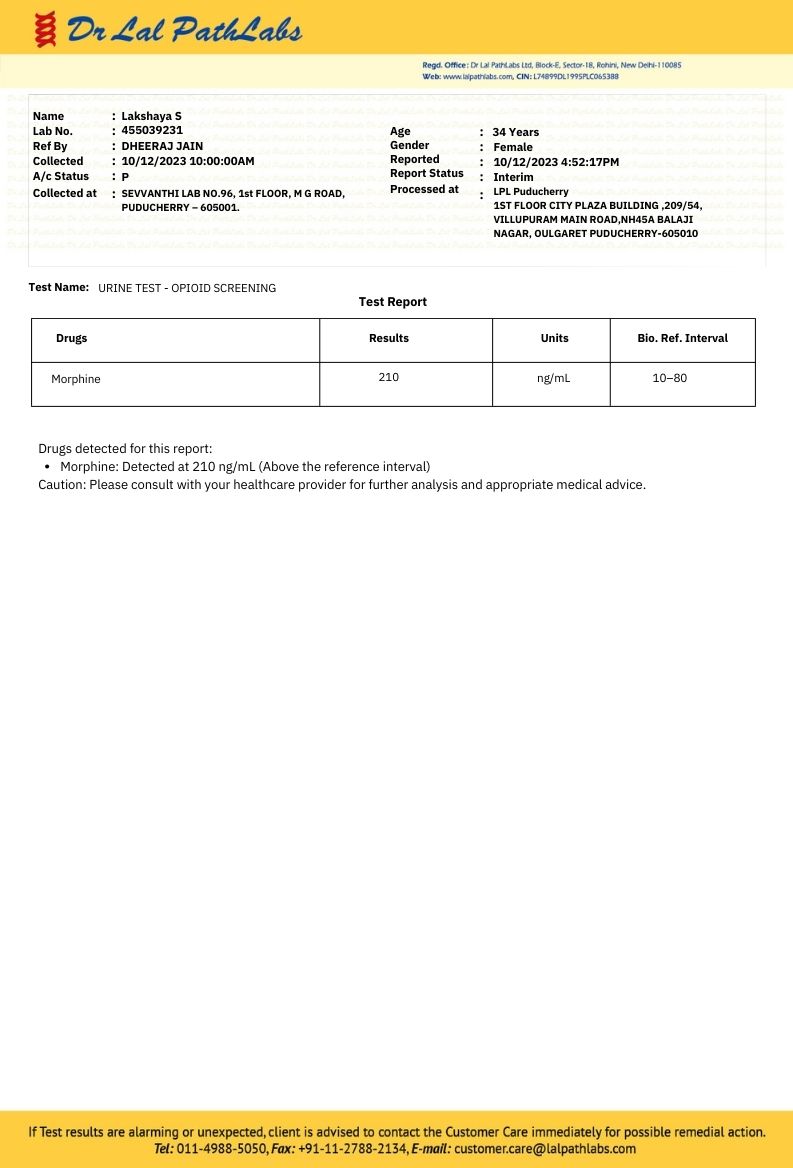 Dr Lal PathLabs
Regd. Office: Dr Lal PathLabs Ltd, Block-E, Sector-18, Rohini, New Delhi-110085
Web: www.lalpathlabs.com, CIN: L74899DL1995PLC065388
Name : Lakshaya S
Lab No. : 455039231
Ref By : DHEERAJ JAIN
Collected : 10/12/2023 10:00:00AM
A/c Status : P
Collected at : SEVVANTHI LAB NO.96, 1st FLOOR, M G ROAD,
PUDUCHERRY – 605001.
Age : 34 Years
Gender : Female
Reported : 10/12/2023 4:52:17PM
Report Status : Interim
Processed at : LPL Puducherry
1ST FLOOR CITY PLAZA BUILDING ,209/54,
VILLUPURAM MAIN ROAD,NH45A BALAJI
NAGAR, OULGARET PUDUCHERRY-605010
Test Name: URINE TEST - OPIOID SCREENING
Test Report
Drugs Results Units Bio. Ref. Interval
Morphine 210 ng/mL 10–80
Drugs detected for this report:
• Morphine: Detected at 210 ng/mL (Above the reference interval)
Caution: Please consult with your healthcare provider for further analysis and appropriate medical advice.
If Test results are alarming or unexpected, client is advised to contact the Customer Care immediately for possible remedial action.
Tel: 011-4988-5050, Fax: +91-11-2788-2134, E-mail: customer.care@lalpathlabs.com